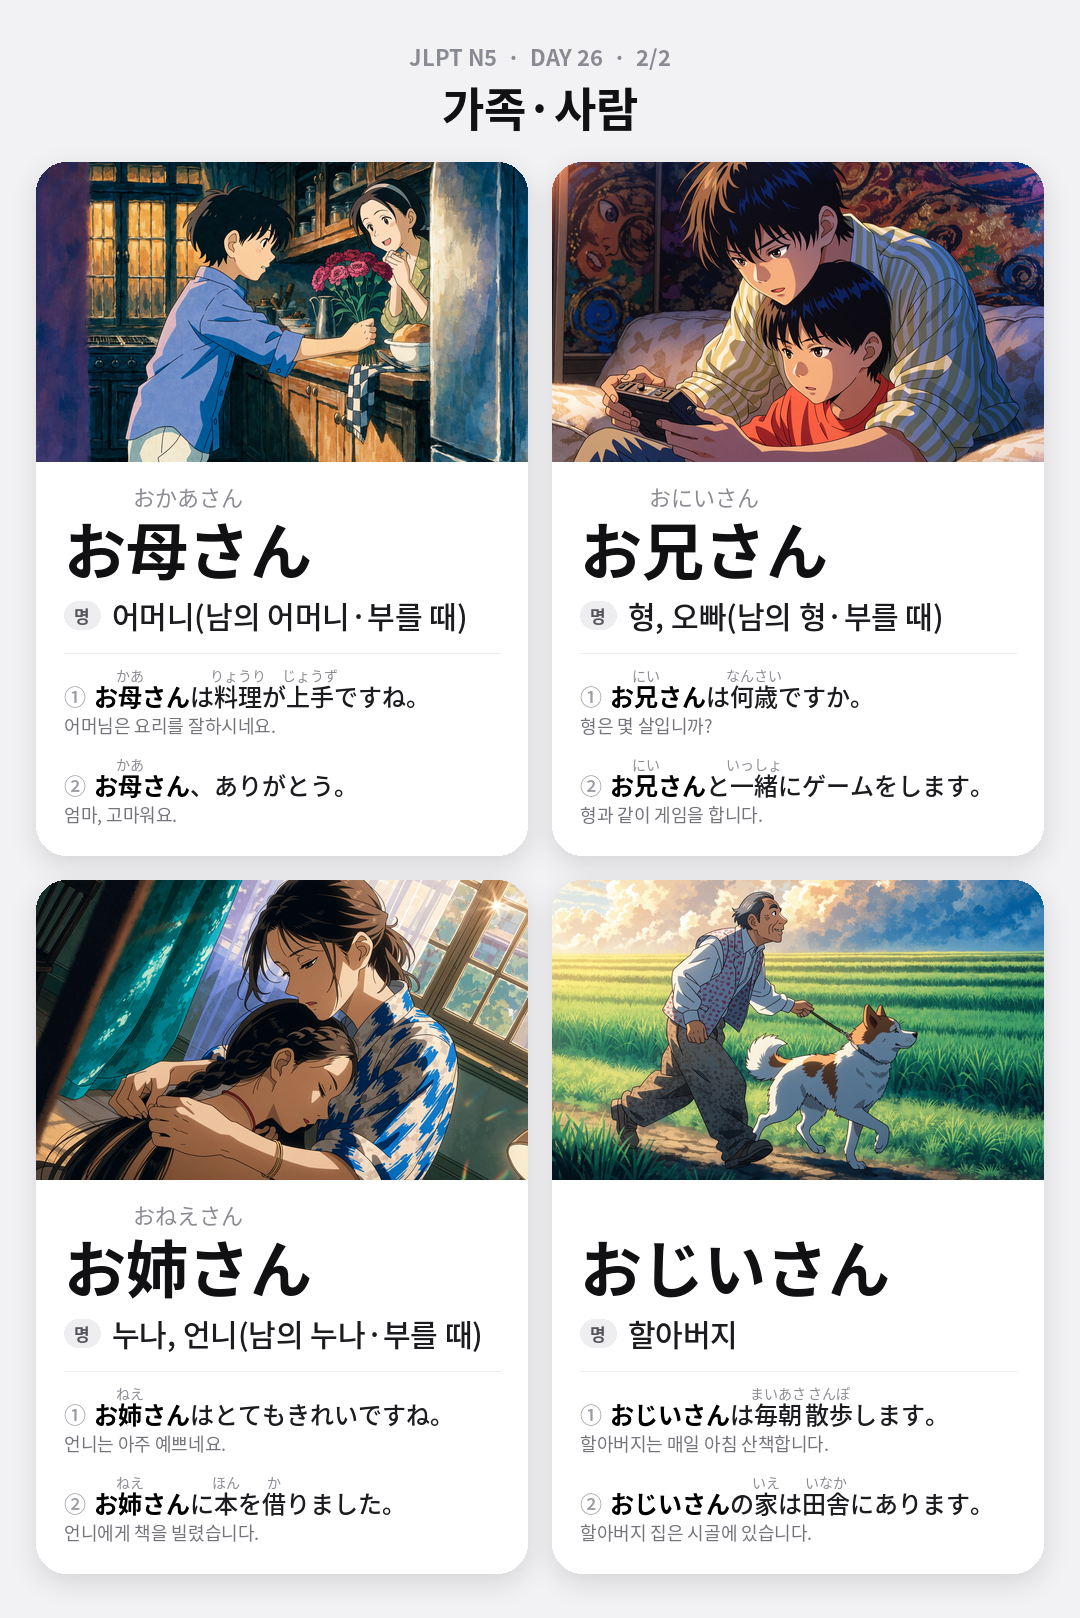 JLPT N5 · DAY 26 · 2/2
가족·사람
おかあさん
お母さん
명 어머니(남의 어머니·부를 때)
かあ りょうり じょうず
① お母さんは料理が上手ですね。
어머님은 요리를 잘하시네요.
かあ
② お母さん、ありがとう。
엄마, 고마워요.
おにいさん
お兄さん
명 형, 오빠(남의 형·부를 때)
にい なんさい
① お兄さんは何歳ですか。
형은 몇 살입니까?
にい いっしょ
② お兄さんと一緒にゲームをします。
형과 같이 게임을 합니다.
おねえさん
お姉さん
명 누나, 언니(남의 누나·부를 때)
ねえ
① お姉さんはとてもきれいですね。
언니는 아주 예쁘네요.
ねえ ほん か
② お姉さんに本を借りました。
언니에게 책을 빌렸습니다.
おじいさん
명 할아버지
まいあさ さんぽ
① おじいさんは毎朝散歩します。
할아버지는 매일 아침 산책합니다.
いえ いなか
② おじいさんの家は田舎にあります。
할아버지 집은 시골에 있습니다.